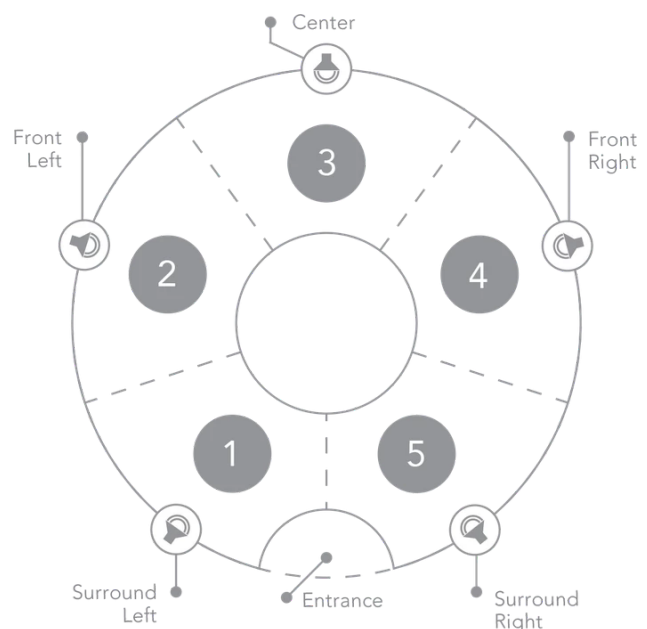 Center
Front
Left
Front
Right
3
2
4
1
5
Surround
Left
Entrance
Surround
Right